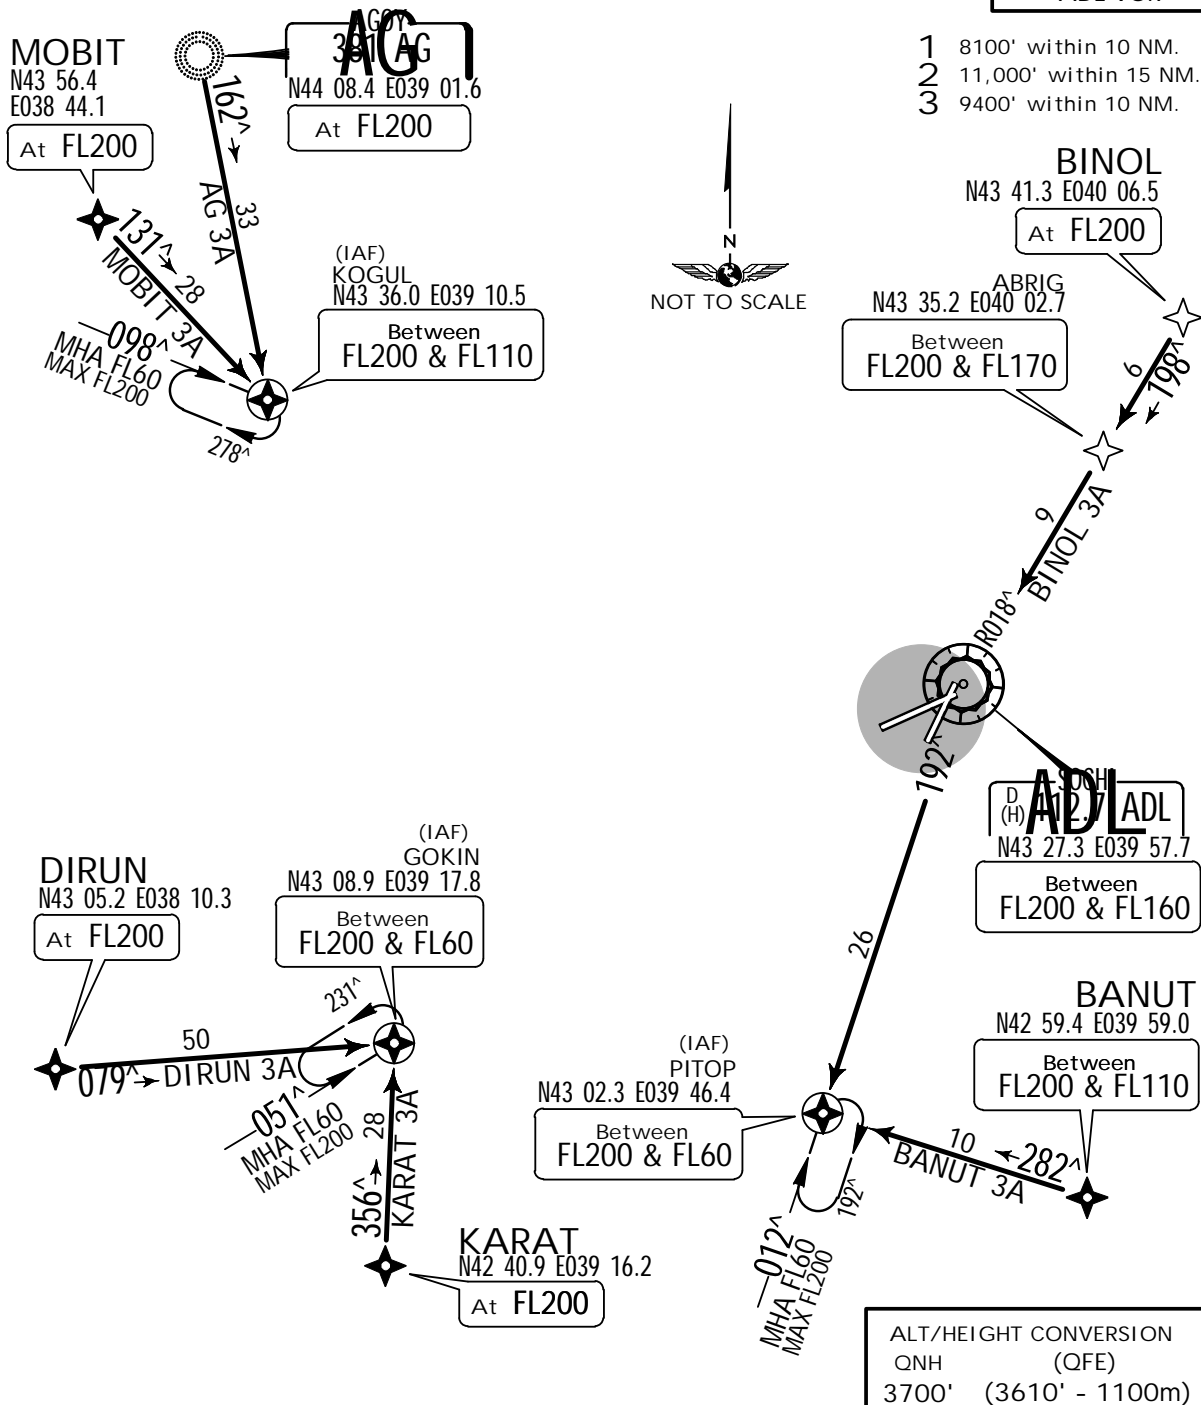 MOBIT
N43 56.4
E038 44.1
At FL200
AGOY
381 AG
AG
N44 08.4 E039 01.6
At FL200
1 8100' within 10 NM.
2 11,000' within 15 NM.
3 9400' within 10 NM.
162^
33
AG 3A
131^
28
MOBIT 3A
098^
MHA FL60
MAX FL200
278^
(IAF)
KOGUL
N43 36.0 E039 10.5
Between
FL200 & FL110
N
NOT TO SCALE
BINOL
N43 41.3 E040 06.5
At FL200
ABRIG
N43 35.2 E040 02.7
Between
FL200 & FL170
6
198^
9
BINOL 3A
R018^
192^
SOCHI
D
(H)
112.7 ADL
ADL
N43 27.3 E039 57.7
Between
FL200 & FL160
26
DIRUN
N43 05.2 E038 10.3
At FL200
(IAF)
GOKIN
N43 08.9 E039 17.8
Between
FL200 & FL60
231^
50
079^ DIRUN 3A
051^
MHA FL60
MAX FL200
28
356^
KARAT 3A
KARAT
N42 40.9 E039 16.2
At FL200
(IAF)
PITOP
N43 02.3 E039 46.4
Between
FL200 & FL60
BANUT
N42 59.4 E039 59.0
Between
FL200 & FL110
10
282^
BANUT 3A
192^
012^
MHA FL60
MAX FL200
ALT/HEIGHT CONVERSION
QNH (QFE)
3700' (3610' - 1100m)